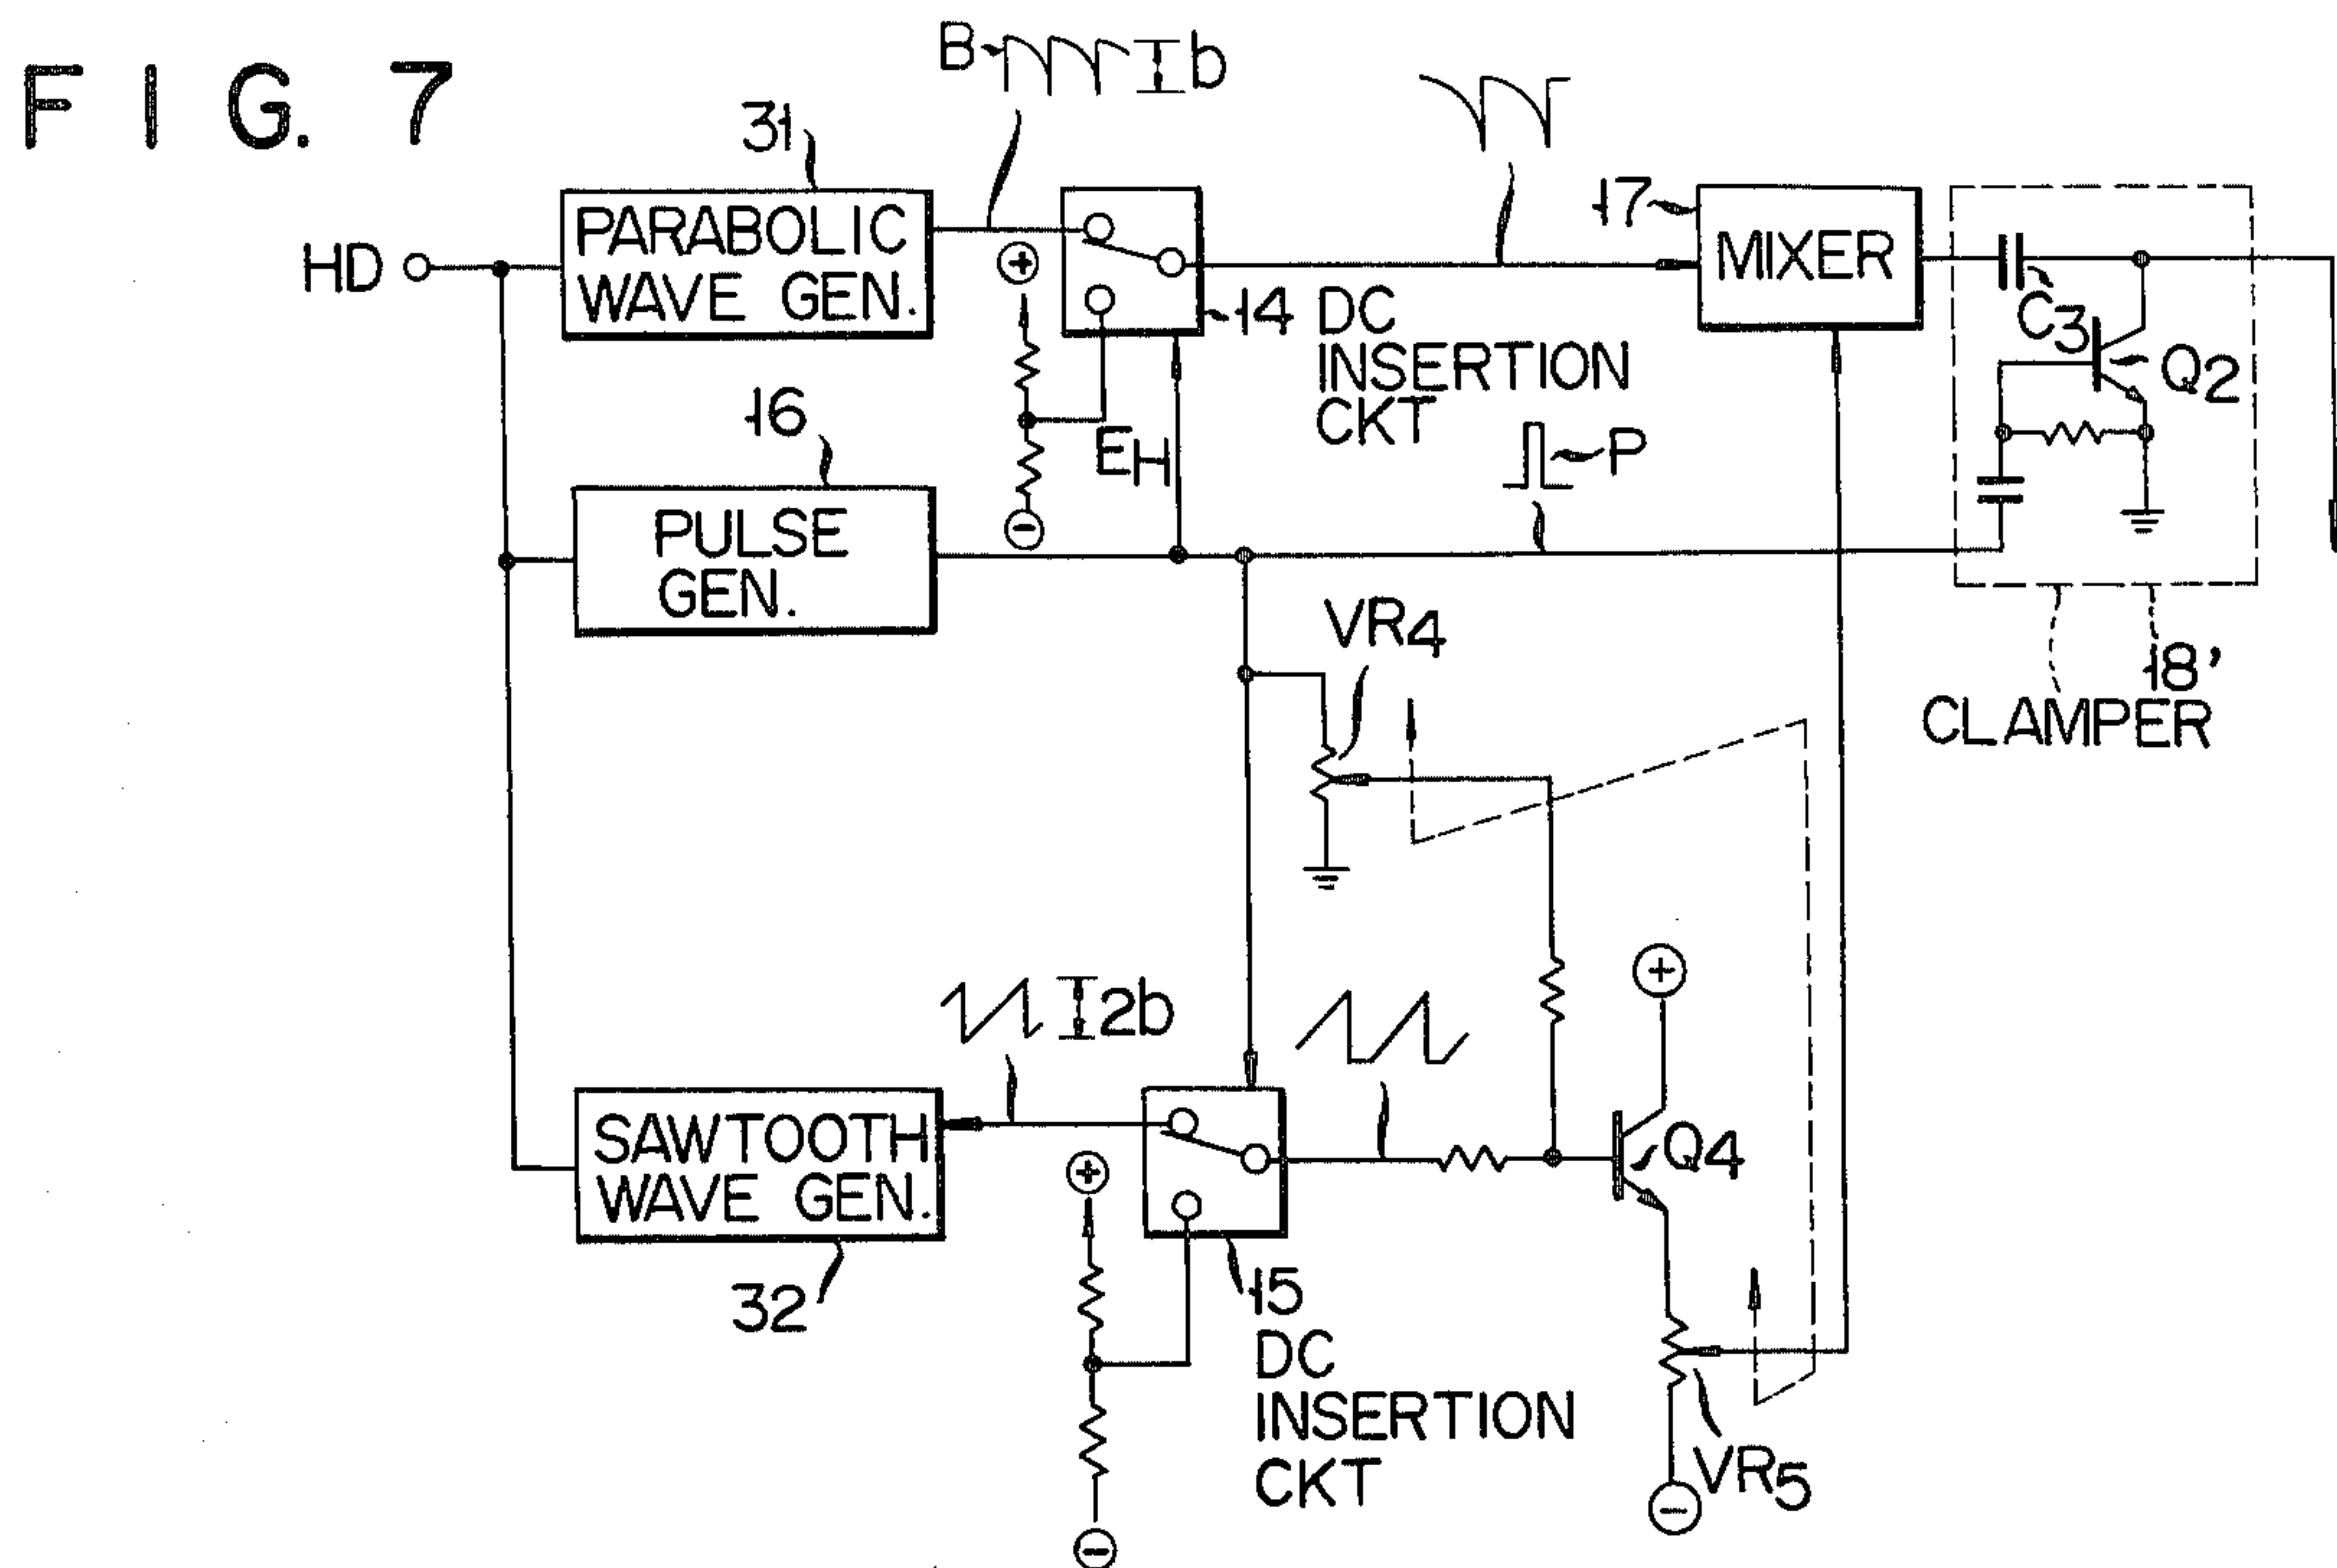 FIG. 7
B
b
31
PARABOLIC
WAVE GEN.
HD
+
14
DC
INSERTION
CKT
17
MIXER
C3
Q2
EH
-
16
PULSE
GEN.
P
18'
CLAMPER
VR4
2b
SAWTOOTH
WAVE GEN.
32
+
15
DC
INSERTION
CKT
-
+
Q4
VR5
-